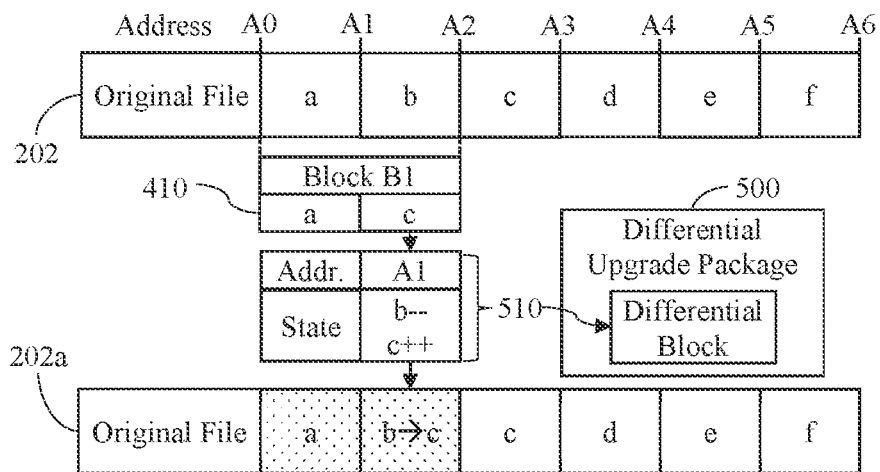 Address A0 A1 A2 A3 A4 A5 A6
Original File a b c d e f
202
Block B1
410
a c
500
Differential
Upgrade Package
Addr. A1
State
b--
c++
510
Differential
Block
202a
Original File a b→c c d e f